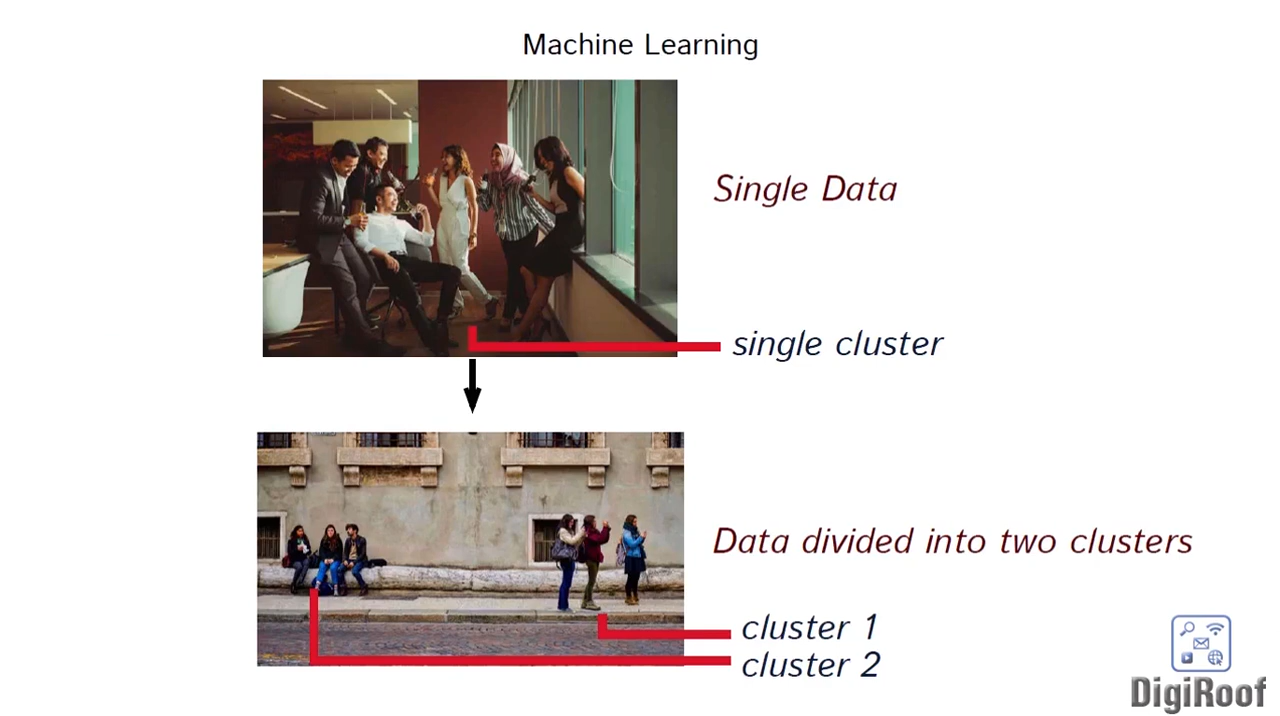 Machine Learning
Single Data
single cluster
Data divided into two clusters
cluster 1
cluster 2
DigiRoof